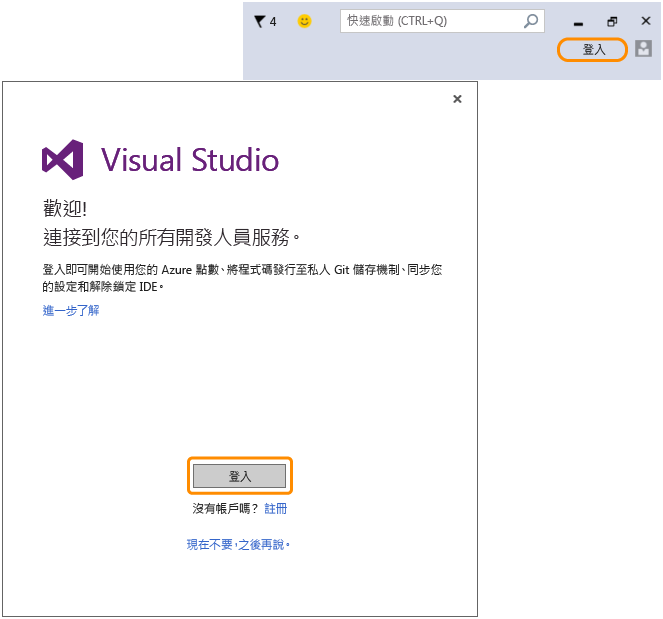 4
快速啟動 (CTRL+Q)
登入
Visual Studio
歡迎!
連接到您的所有開發人員服務。
登入即可開始使用您的 Azure 點數、將程式碼發行至私人 Git 儲存機制、同步您
的設定和解除鎖定 IDE。
進一步了解
登入
沒有帳戶嗎? 註冊
現在不要，之後再說。